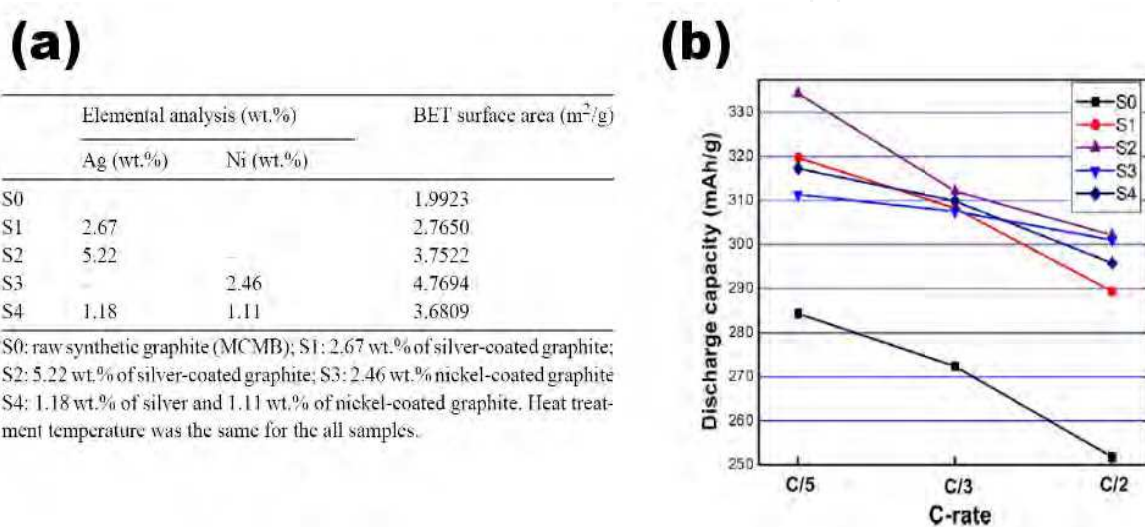 (a)
Elemental analysis (wt.%) BET surface area (m²/g)
Ag (wt.%) Ni (wt.%)
S0 1.9923
S1 2.67 2.7650
S2 5.22 – 3.7522
S3 – 2.46 4.7694
S4 1.18 1.11 3.6809
S0: raw synthetic graphite (MCMB); S1: 2.67 wt.% of silver-coated graphite;
S2: 5.22 wt.% of silver-coated graphite; S3: 2.46 wt.% nickel-coated graphite
S4: 1.18 wt.% of silver and 1.11 wt.% of nickel-coated graphite. Heat treat-
ment temperature was the same for the all samples.
(b)
Discharge capacity (mAh/g)
330
320
310
300
290
280
270
260
250
S0
S1
S2
S3
S4
C/5 C/3 C/2
C-rate